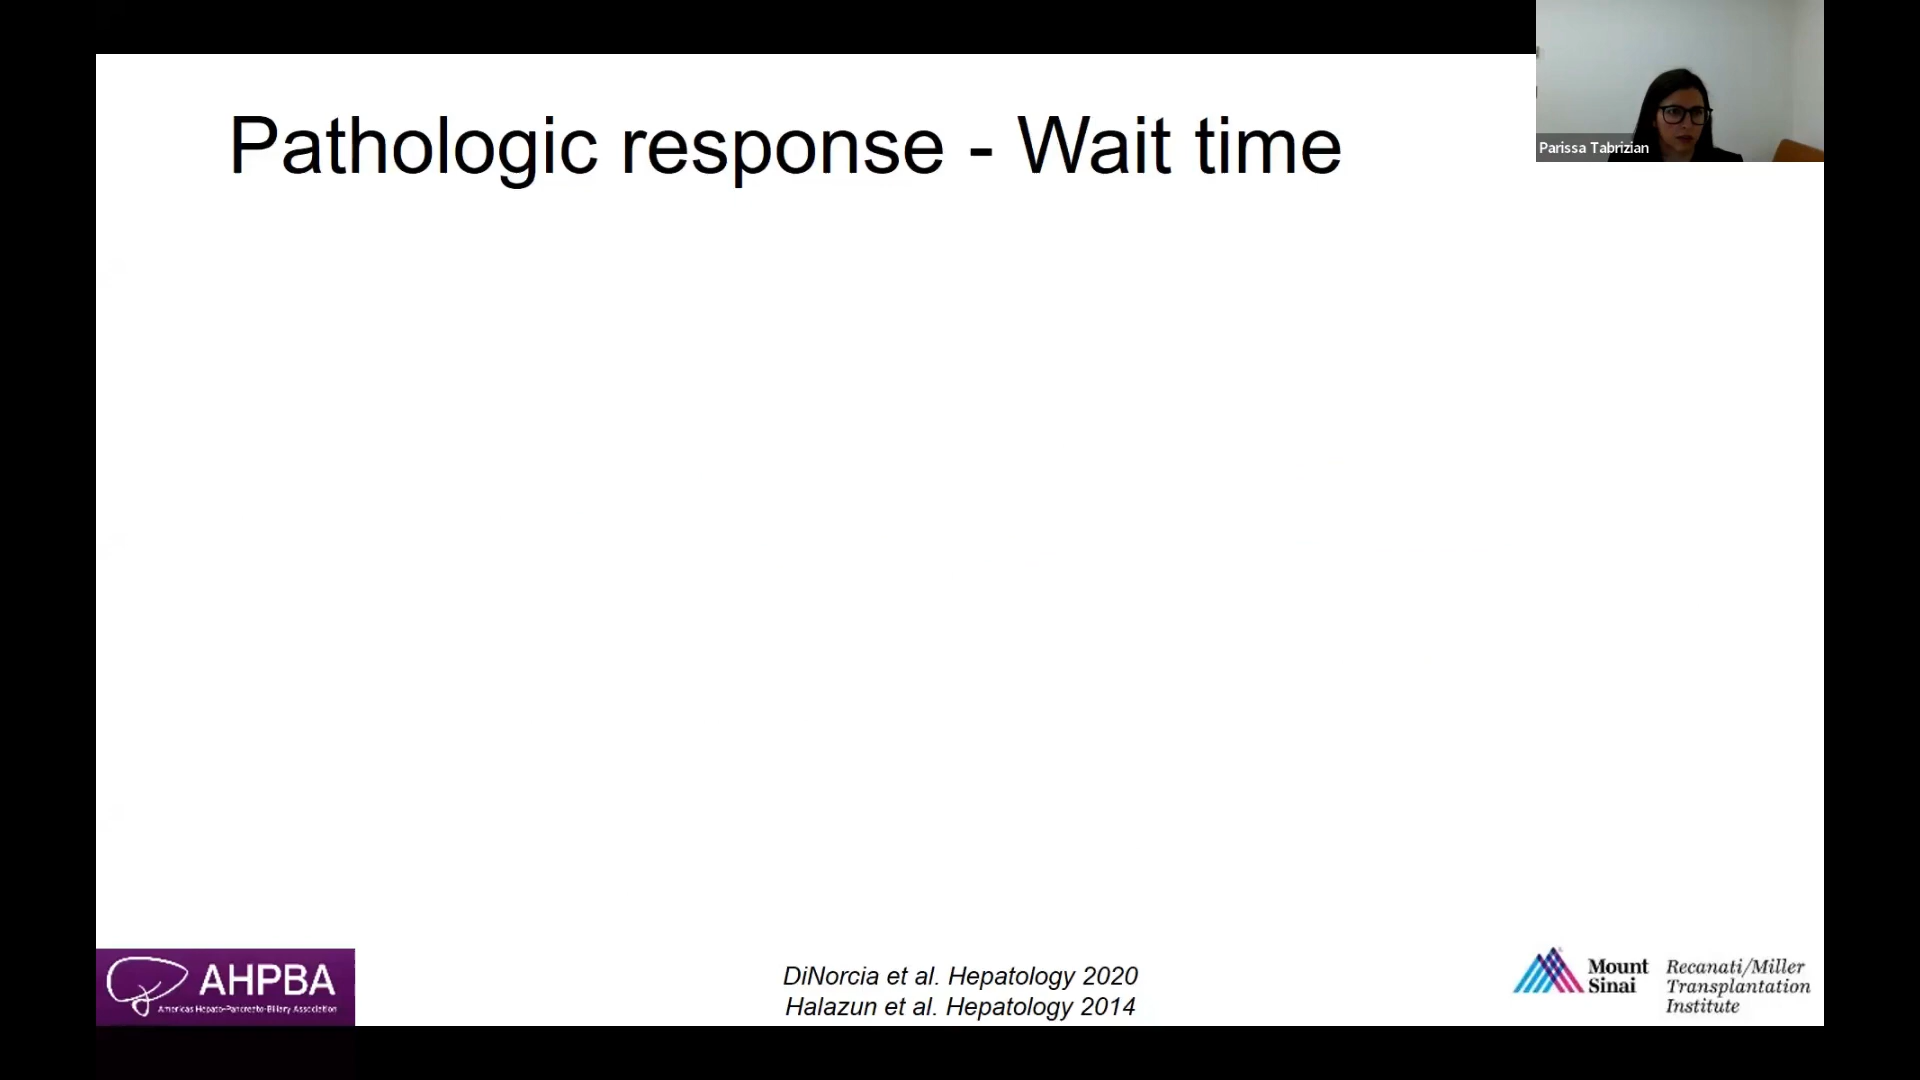 Pathologic response - Wait time
Parissa Tabrizian
AHPBA
Americas Hepato-Pancreato-Biliary Association
DiNorcia et al. Hepatology 2020
Halazun et al. Hepatology 2014
Mount
Sinai
Recanati/Miller
Transplantation
Institute